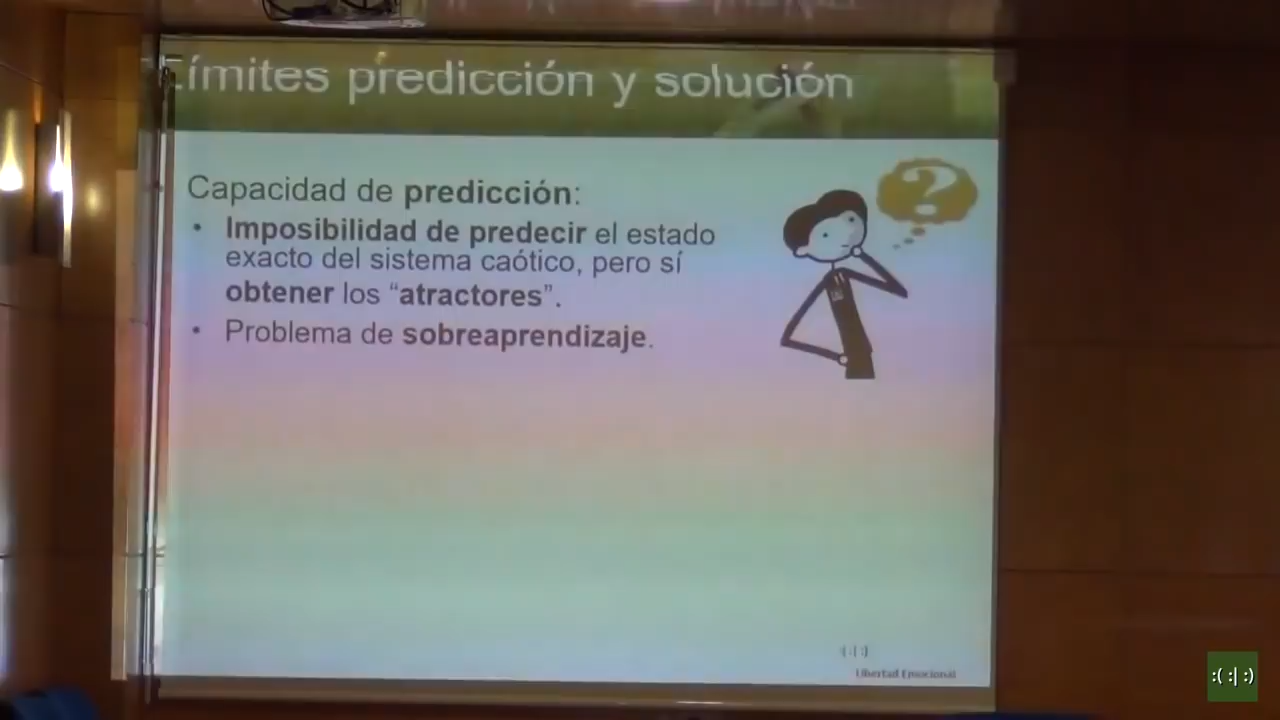 Límites predicción y solución
?
Capacidad de predicción:
• Imposibilidad de predecir el estado
exacto del sistema caótico, pero sí
obtener los “atractores”.
• Problema de sobreaprendizaje.
:( :| :)
Libertad Emocional
:( :| :)